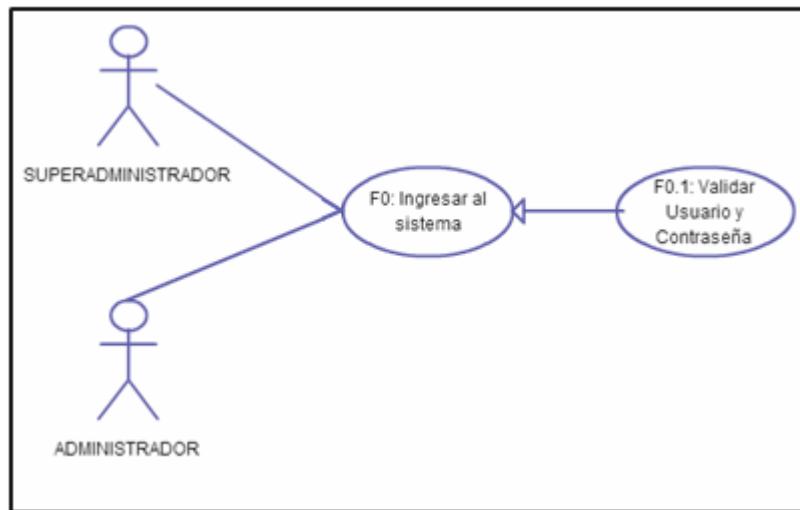 SUPERADMINISTRADOR
F0: Ingresar al
sistema
F0.1: Validar
Usuario y
Contraseña
ADMINISTRADOR